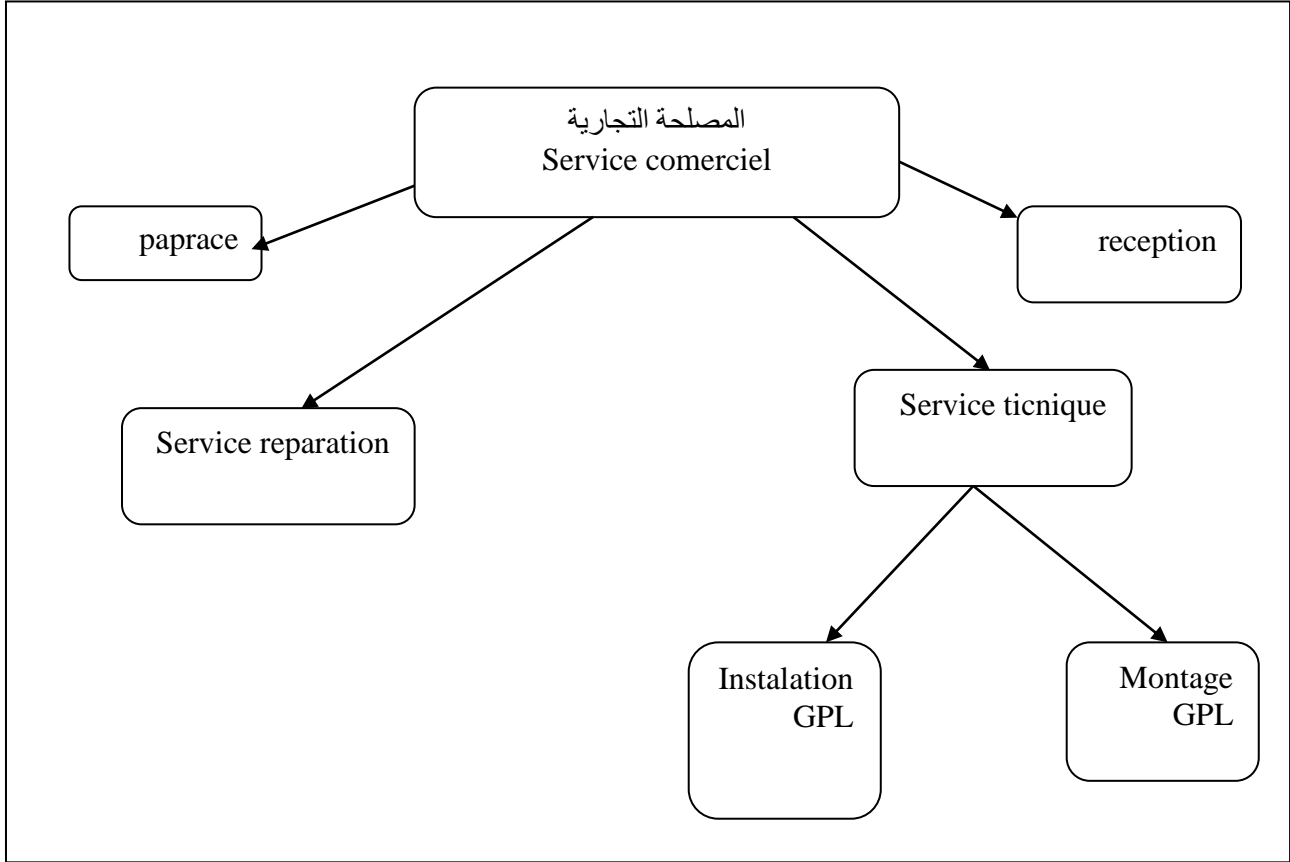 المصلحة التجارية
Service comerciel
paprace
reception
Service reparation
Service ticnique
Instalation
GPL
Montage
GPL